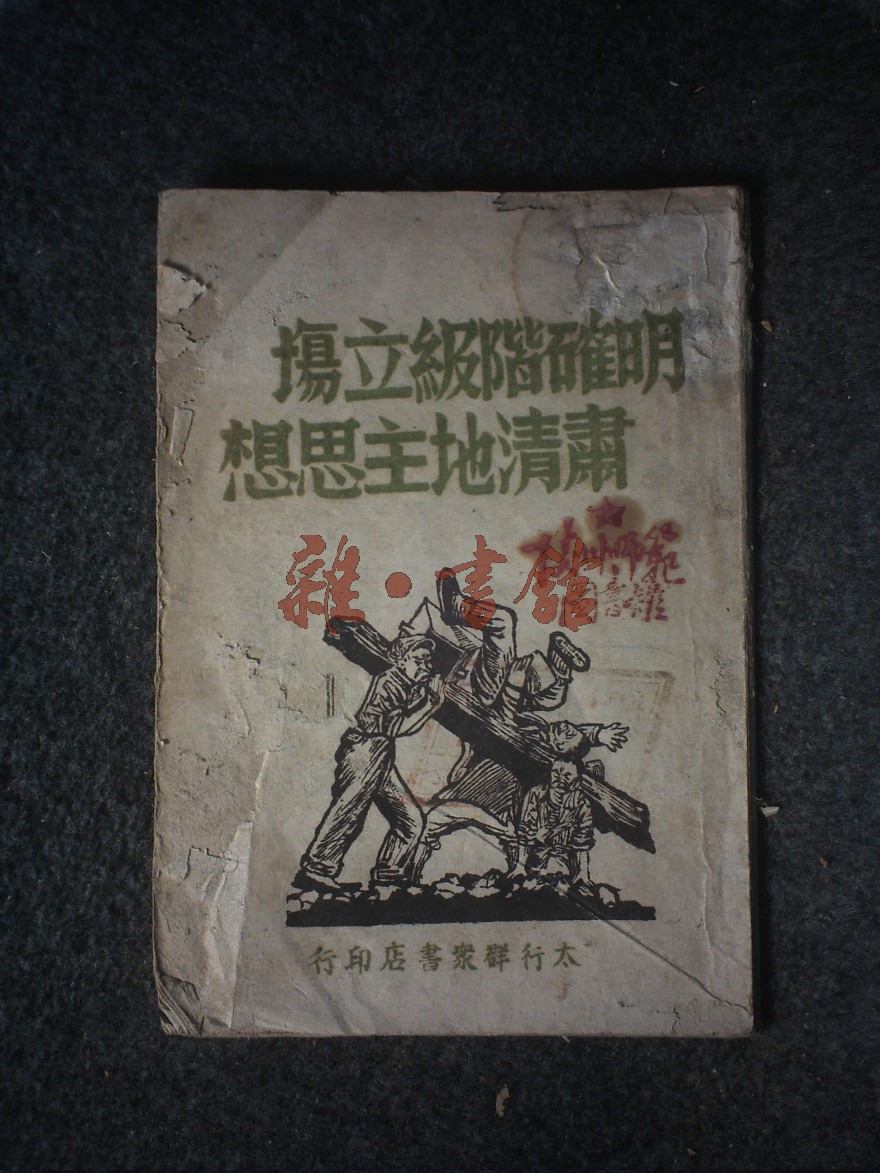 明確階級立場
肅清地主思想
雜·書館
太行群眾書店印行